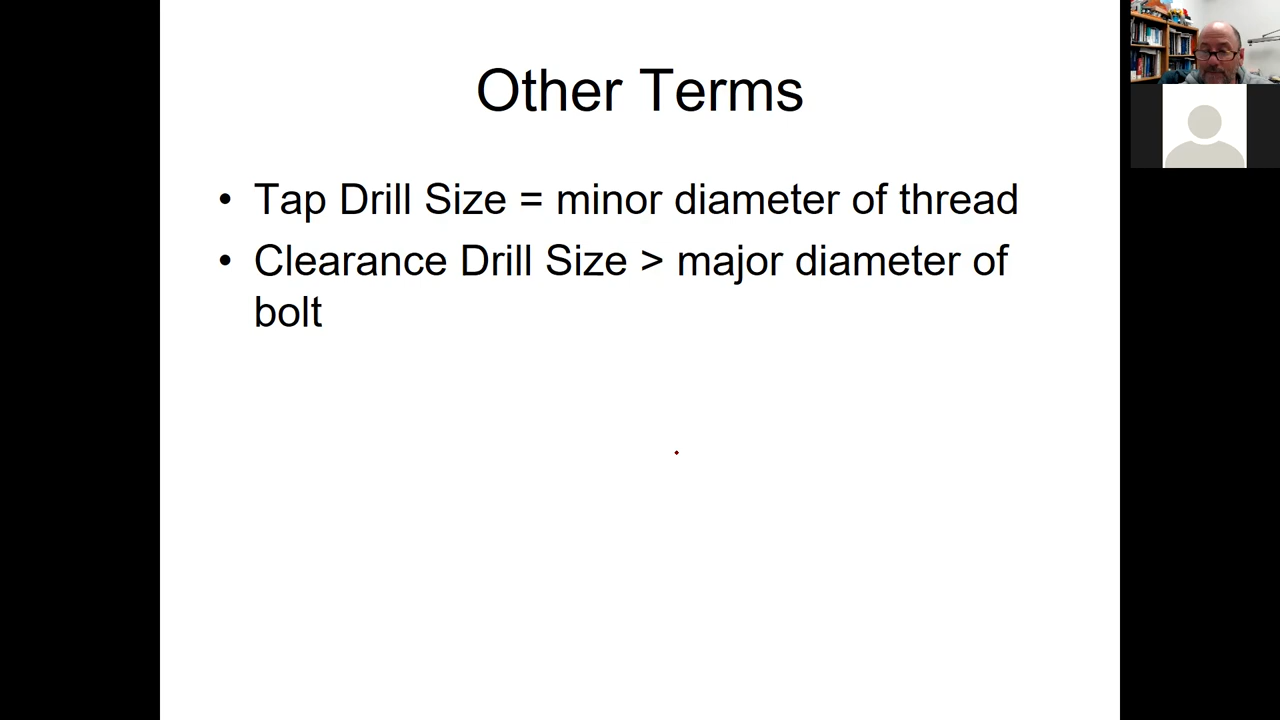 Other Terms
• Tap Drill Size = minor diameter of thread
• Clearance Drill Size > major diameter of
bolt